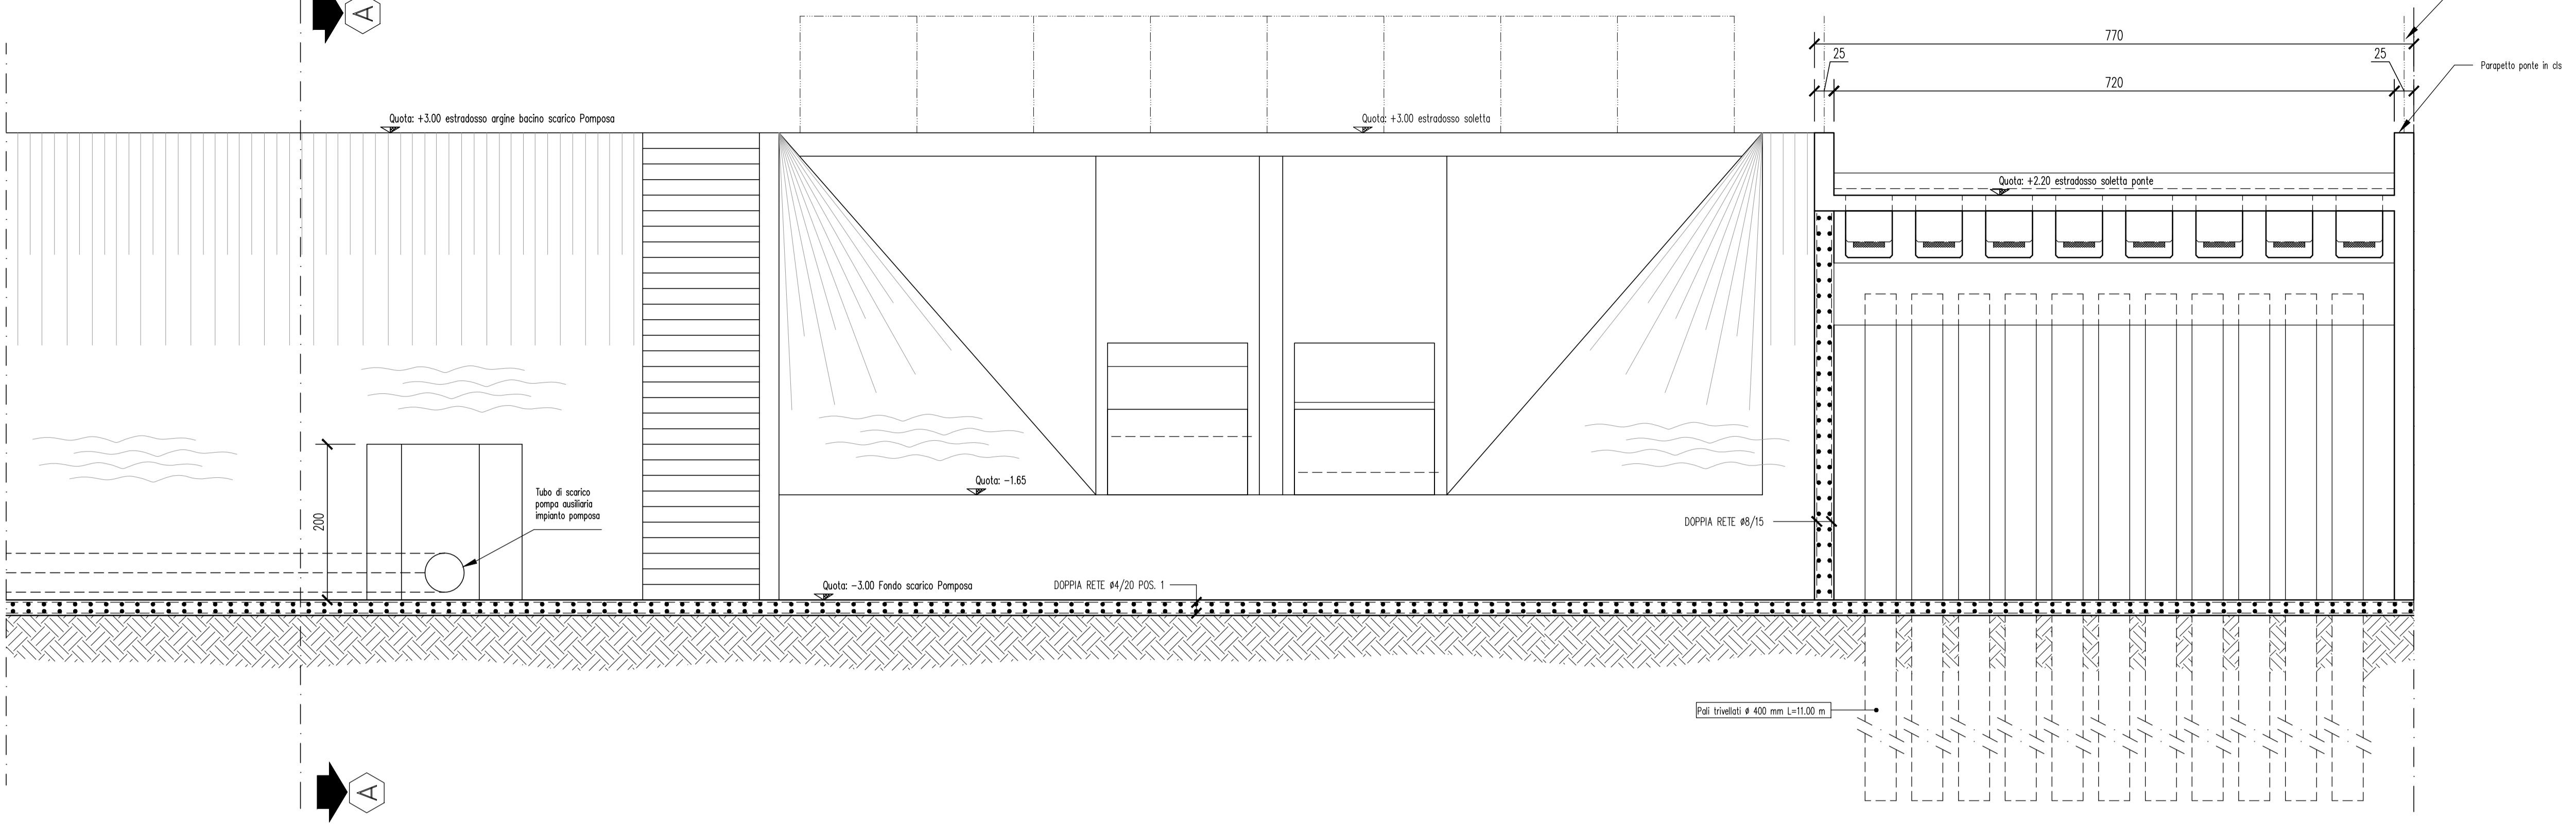 A
770
25
25
Parapetto ponte in cls
720
Quota: +3.00 estradosso argine bacino scarico Pomposa
Quota: +3.00 estradosso soletta
Quota: +2.20 estradosso soletta ponte
Quota: -1.65
Tubo di scarico
pompa ausiliaria
impianto pomposa
200
DOPPIA RETE ø8/15
Quota: -3.00 Fondo scarico Pomposa
DOPPIA RETE ø4/20 POS. 1
Pali trivellati ø 400 mm L=11.00 m
A